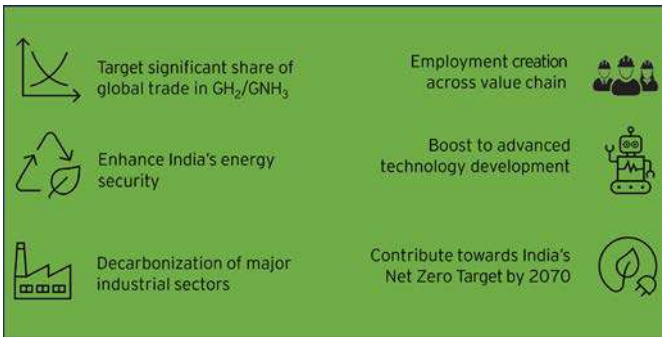 Target significant share of
global trade in GH₂/GNH₃
Enhance India's energy
security
Decarbonization of major
industrial sectors
Employment creation
across value chain
Boost to advanced
technology development
Contribute towards India's
Net Zero Target by 2070